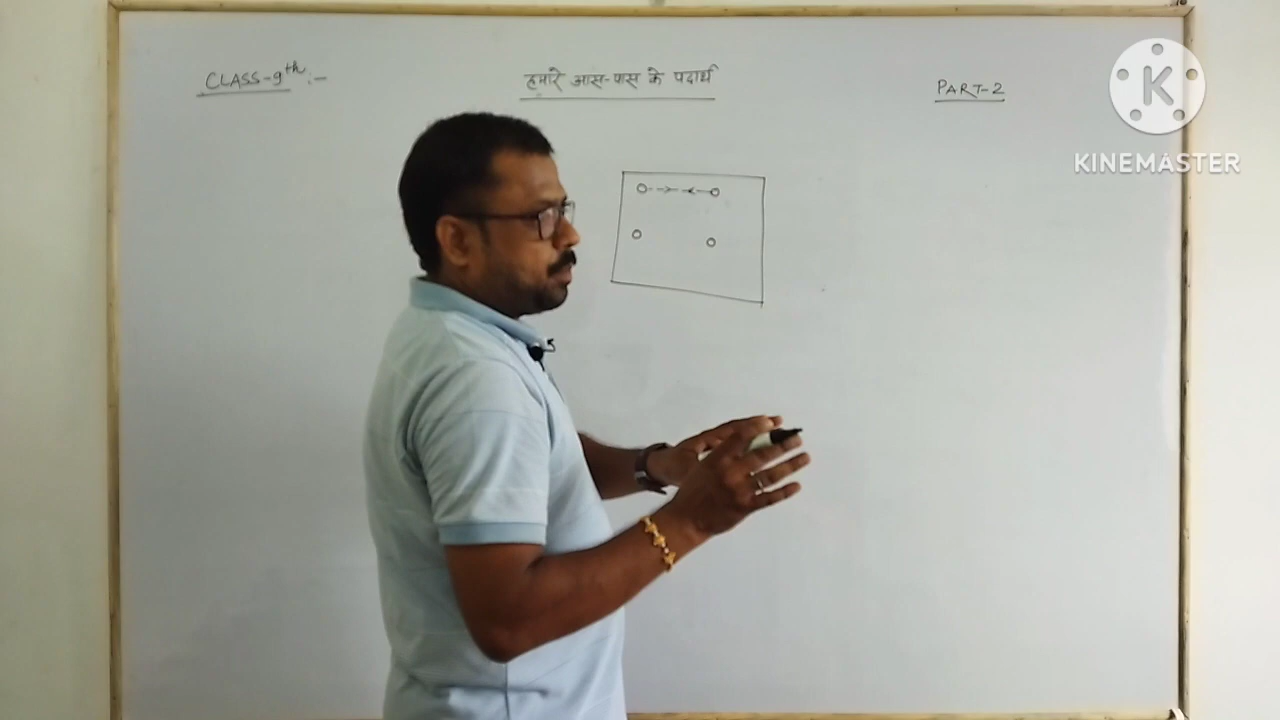 CLASS-9th:-
हमारे आस-पास के पदार्थ
PART-2
K
KINEMASTER